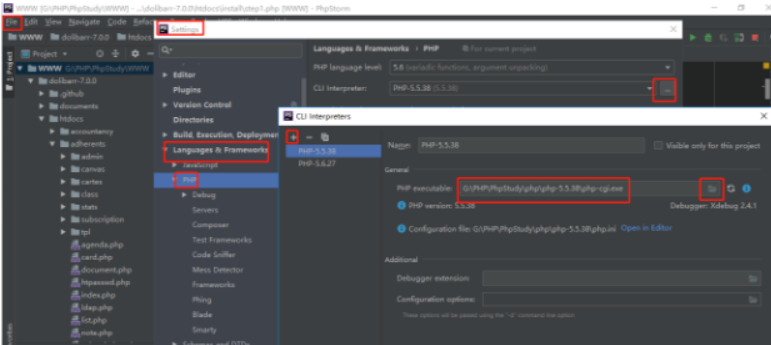 WWW [G:\PHP\PhpStudy\WWW] - ...\dolibarr-7.0.0\htdocs\install\step1.php [WWW] - PhpStorm
File Edit View Navigate Code
Settings
WWW dolibarr-7.0.0 htdocs
Project
1: Project
WWW G:\PHP\PhpStudy\WWW
dolibarr-7.0.0
.github
documents
htdocs
accountancy
adherents
admin
canvas
cartes
class
stats
subscription
tpl
agenda.php
card.php
document.php
htpasswd.php
index.php
ldap.php
list.php
note.php
Editor
Plugins
Version Control
Directories
Build, Execution, Deploymen
Languages & Frameworks
JavaScript
PHP
Debug
Servers
Composer
Test Frameworks
Code Sniffer
Mess Detector
Frameworks
Phing
Blade
Smarty
Schemas and DTDs
Languages & Frameworks › PHP For current project
PHP language level: 5.6 (variadic functions, argument unpacking)
CLI Interpreter: PHP-5.5.38 (5.5.38) ...
CLI Interpreters
PHP-5.5.38
PHP-5.6.27
Name: PHP-5.5.38 Visible only for this project
General
PHP executable: G:\PHP\PhpStudy\php\php-5.5.38\php-cgi.exe
PHP version: 5.5.38 Debugger: Xdebug 2.4.1
Configuration file: G:\PHP\PhpStudy\php\php-5.5.38\php.ini Open in Editor
Additional
Debugger extension:
Configuration options:
These options will be passed using the "-d" command line option